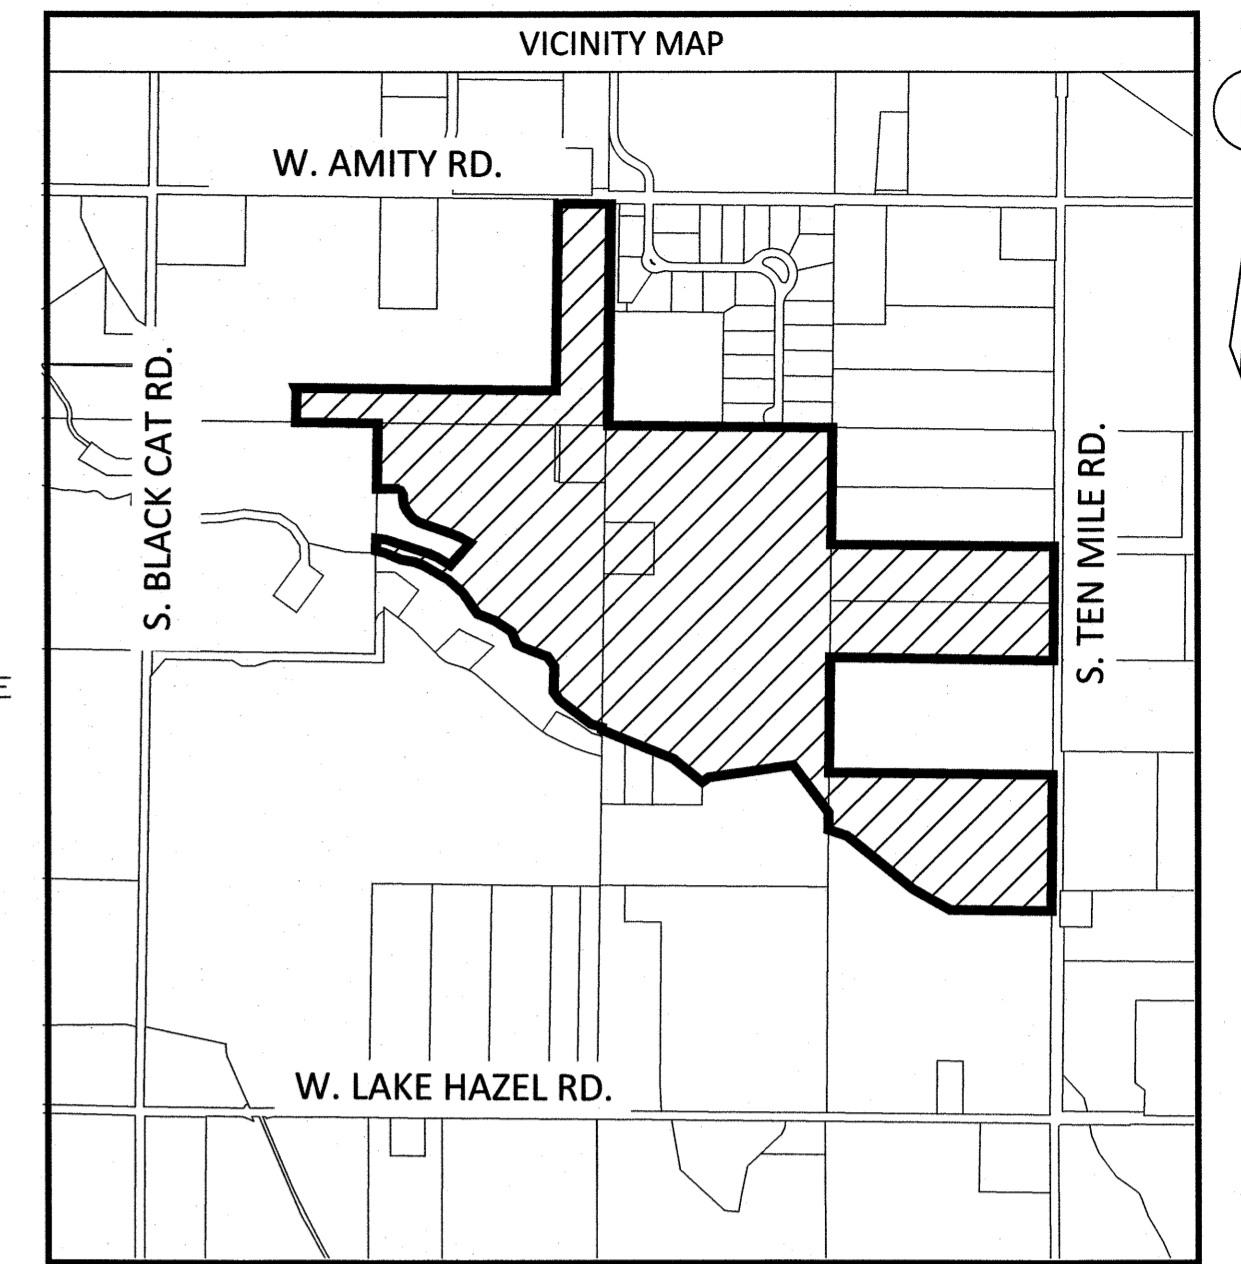 VICINITY MAP
W. AMITY RD.
S. BLACK CAT RD.
S. TEN MILE RD.
W. LAKE HAZEL RD.